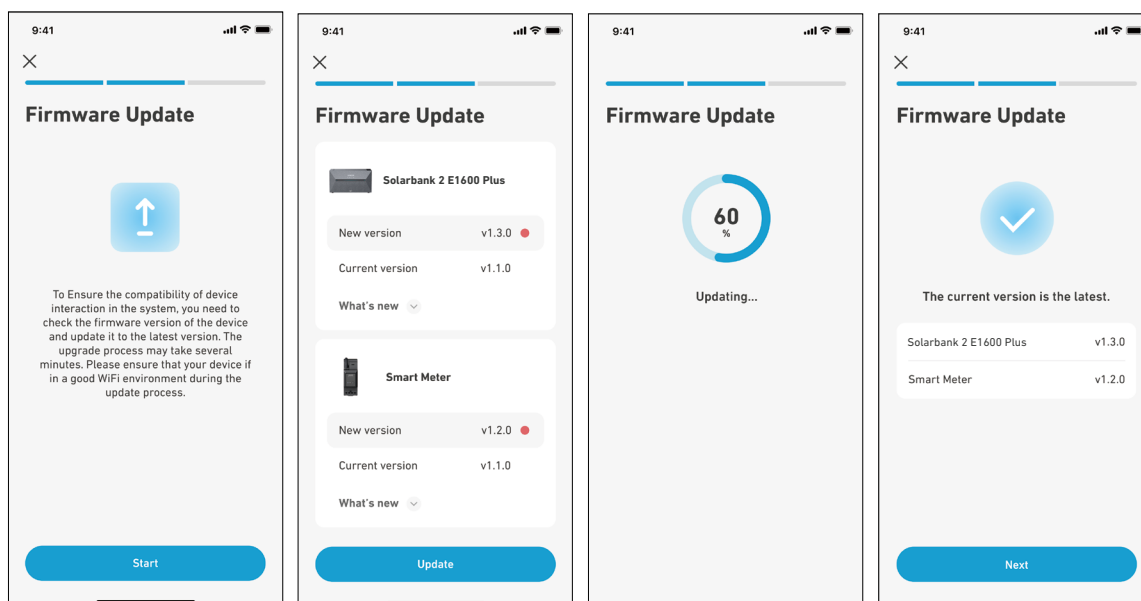 9:41
Firmware Update
To Ensure the compatibility of device
interaction in the system, you need to
check the firmware version of the device
and update it to the latest version. The
upgrade process may take several
minutes. Please ensure that your device if
in a good WiFi environment during the
update process.
Start
9:41
Firmware Update
Solarbank 2 E1600 Plus
New version v1.3.0
Current version v1.1.0
What's new
Smart Meter
New version v1.2.0
Current version v1.1.0
What's new
Update
9:41
Firmware Update
60
%
Updating...
9:41
Firmware Update
The current version is the latest.
Solarbank 2 E1600 Plus v1.3.0
Smart Meter v1.2.0
Next